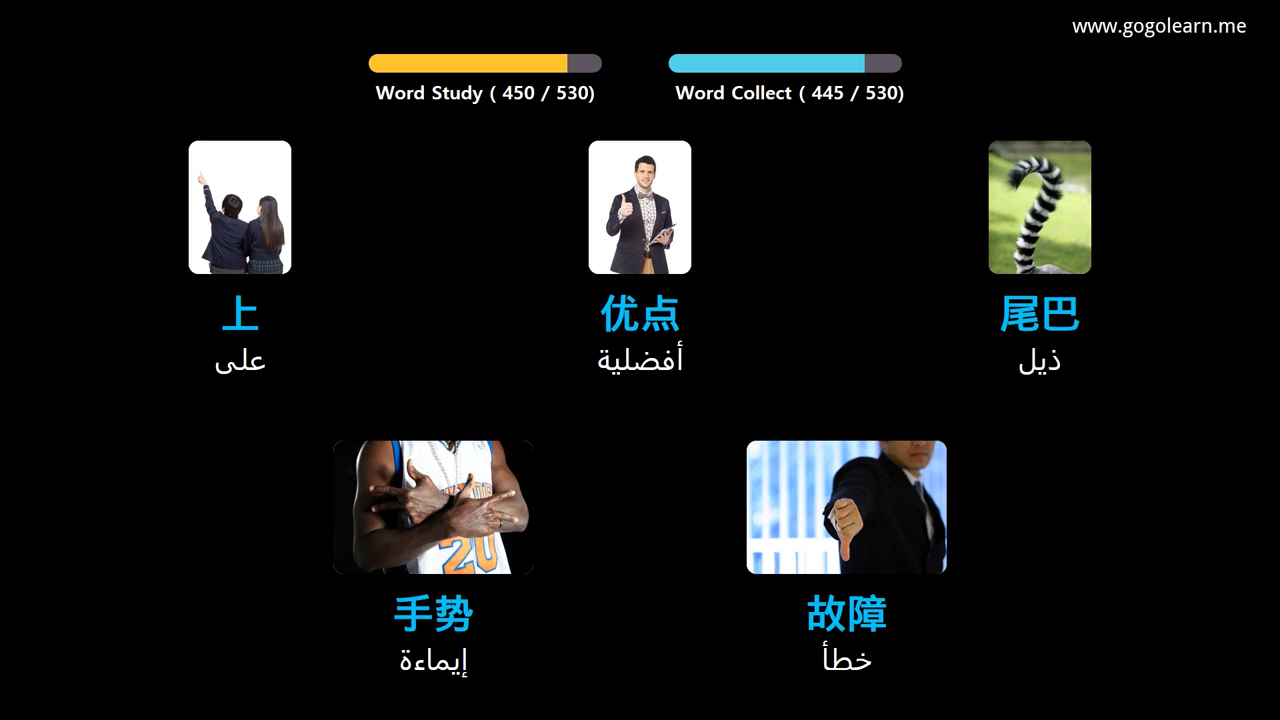 www.gogolearn.me
Word Study ( 450 / 530)
Word Collect ( 445 / 530)
上
على
优点
أفضلية
尾巴
ذيل
20
手势
إيماءة
故障
خطأ